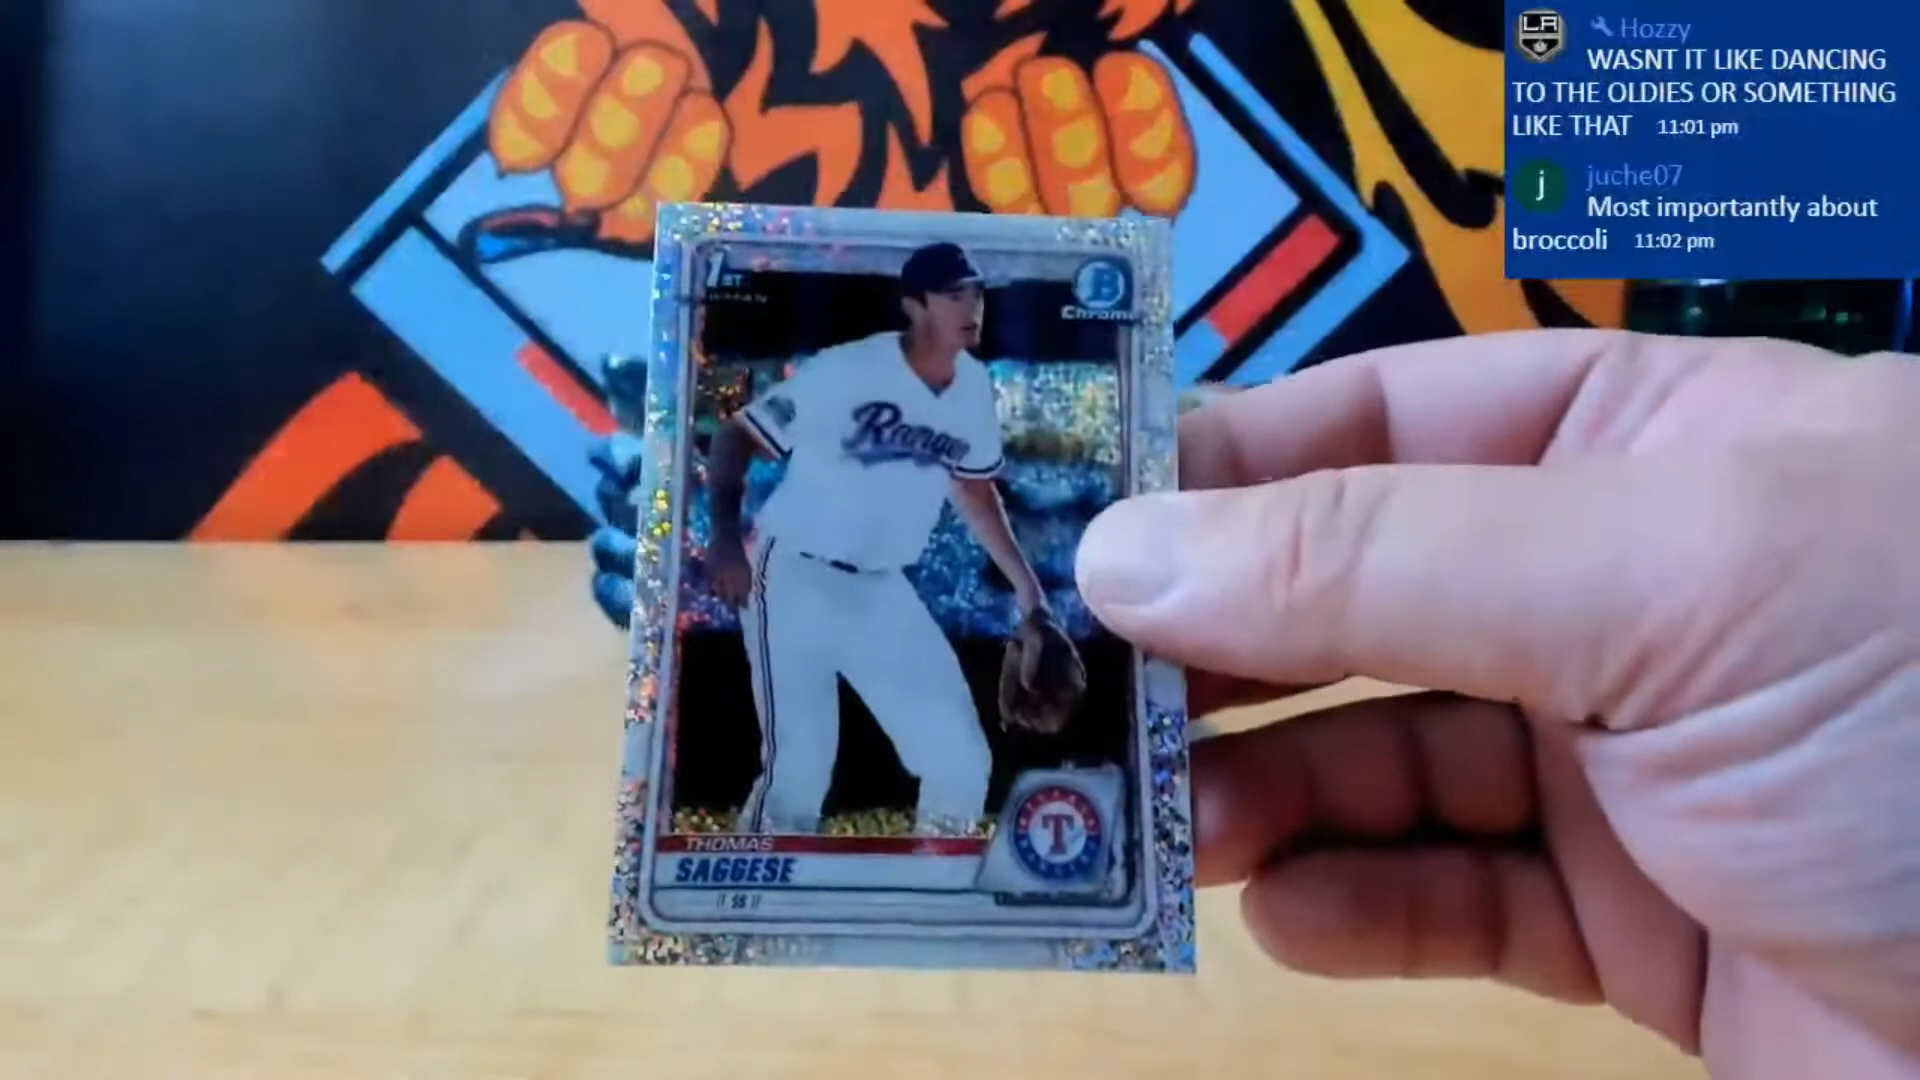 Hozzy
WASNT IT LIKE DANCING
TO THE OLDIES OR SOMETHING
LIKE THAT 11:01 pm
j juche07
Most importantly about
broccoli 11:02 pm
LA
1ST
B
Chrome
T
THOMAS
SAGGESE
// SS //